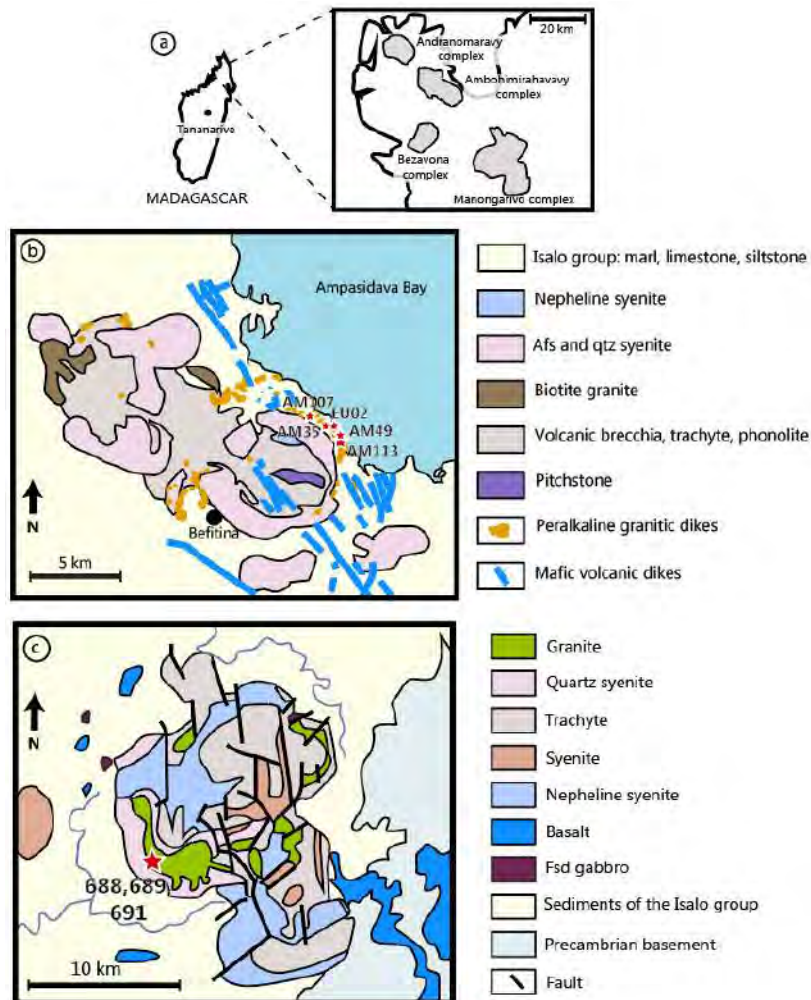 a
20 km
Andranomaravy
complex
Ambohimirahavavy
complex
Tananarive
Bezavona
complex
MADAGASCAR
Manongarivo complex
b
Ampasidava Bay
AM107
EU02
AM35
AM49
AM113
N
Befitina
5 km
Isalo group: marl, limestone, siltstone
Nepheline syenite
Afs and qtz syenite
Biotite granite
Volcanic brecchia, trachyte, phonolite
Pitchstone
Peralkaline granitic dikes
Mafic volcanic dikes
c
N
688,689,
691
10 km
Granite
Quartz syenite
Trachyte
Syenite
Nepheline syenite
Basalt
Fsd gabbro
Sediments of the Isalo group
Precambrian basement
Fault